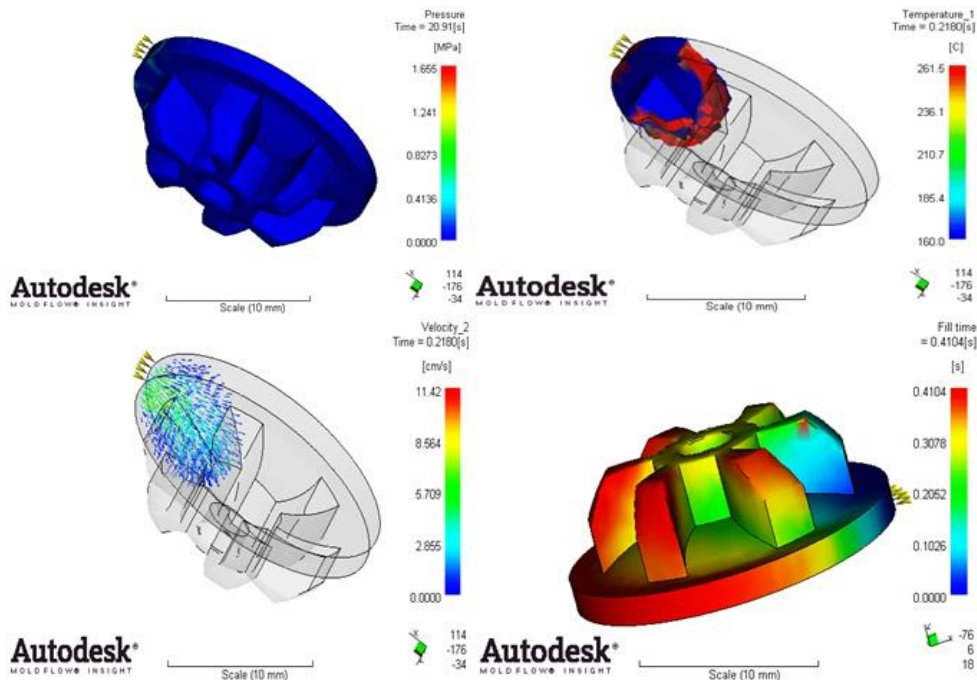 Pressure
Time = 20.91[s]
[MPa]
1.655
1.241
0.8273
0.4136
0.0000
Autodesk®
MOLDFLOW® INSIGHT
Scale (10 mm)
114
-176
-34
Temperature_1
Time = 0.2180[s]
[C]
261.5
236.1
210.7
185.4
160.0
Autodesk®
MOLDFLOW® INSIGHT
Scale (10 mm)
114
-176
-34
Velocity_2
Time = 0.2180[s]
[cm/s]
11.42
8.564
5.709
2.855
0.0000
Autodesk®
MOLDFLOW® INSIGHT
Scale (10 mm)
114
-176
-34
Fill time
= 0.4104[s]
[s]
0.4104
0.3078
0.2052
0.1026
0.0000
Autodesk®
MOLDFLOW® INSIGHT
Scale (10 mm)
-76
6
18